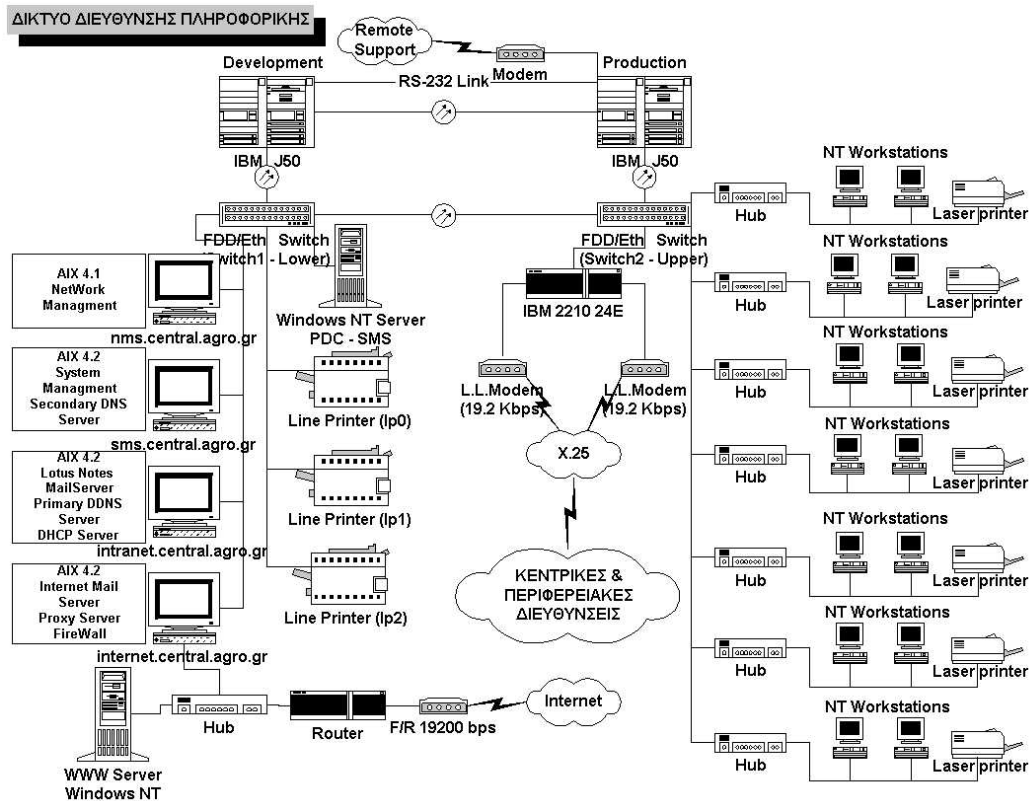 ΔΙΚΤΥΟ ΔΙΕΥΘΥΝΣΗΣ ΠΛΗΡΟΦΟΡΙΚΗΣ
Remote
Support
Modem
Development
Production
RS-232 Link
IBM J50
IBM J50
FDD/Eth Switch
(Switch1 - Lower)
FDD/Eth Switch
(Switch2 - Upper)
AIX 4.1
NetWork
Managment
nms.central.agro.gr
Windows NT Server
PDC - SMS
IBM 2210 24E
AIX 4.2
System
Managment
Secondary DNS
Server
sms.central.agro.gr
Line Printer (lp0)
L.L.Modem
(19.2 Kbps)
L.L.Modem
(19.2 Kbps)
X.25
AIX 4.2
Lotus Notes
MailServer
Primary DDNS
Server
DHCP Server
intranet.central.agro.gr
Line Printer (lp1)
AIX 4.2
Internet Mail
Server
Proxy Server
FireWall
internet.central.agro.gr
Line Printer (lp2)
ΚΕΝΤΡΙΚΕΣ &
ΠΕΡΙΦΕΡΕΙΑΚΕΣ
ΔΙΕΥΘΥΝΣΕΙΣ
WWW Server
Windows NT
Hub
Router
F/R 19200 bps
Internet
NT Workstations
Hub
Laser printer
NT Workstations
Hub
Laser printer
NT Workstations
Hub
Laser printer
NT Workstations
Hub
Laser printer
NT Workstations
Hub
Laser printer
NT Workstations
Hub
Laser printer
NT Workstations
Hub
Laser printer